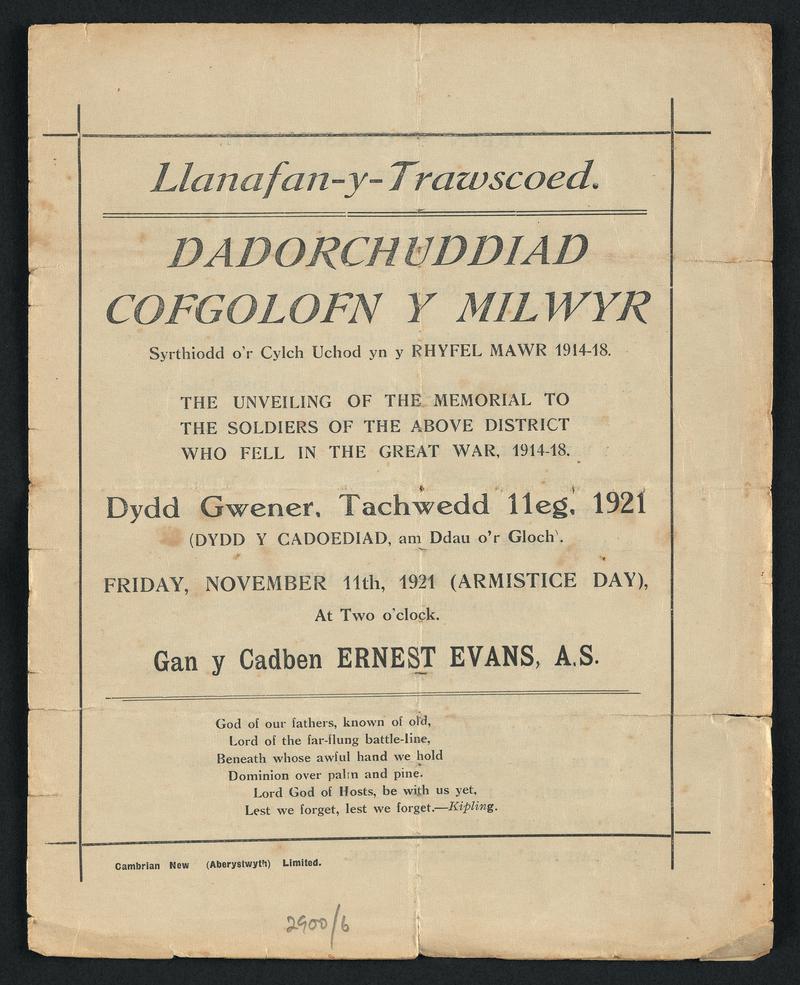 Llanafan-y-Trawscoed.
DADORCHUDDIAD
COFGOLOFN Y MILWYR
Syrthiodd o'r Cylch Uchod yn y RHYFEL MAWR 1914-18.
THE UNVEILING OF THE MEMORIAL TO
THE SOLDIERS OF THE ABOVE DISTRICT
WHO FELL IN THE GREAT WAR, 1914-18.
Dydd Gwener, Tachwedd 11eg, 1921
(DYDD Y CADOEDIAD, am Ddau o'r Gloch).
FRIDAY, NOVEMBER 11th, 1921 (ARMISTICE DAY),
At Two o'clock.
Gan y Cadben ERNEST EVANS, A.S.
God of our fathers, known of old,
Lord of the far-flung battle-line,
Beneath whose awful hand we hold
Dominion over palm and pine.
Lord God of Hosts, be with us yet,
Lest we forget, lest we forget.—Kipling.
Cambrian New (Aberystwyth) Limited.
2900/6